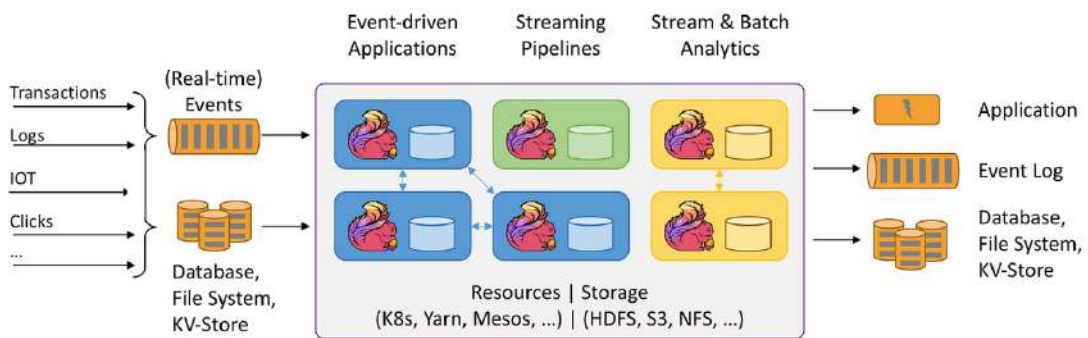 Event-driven
Applications
Streaming
Pipelines
Stream & Batch
Analytics
Transactions
Logs
IOT
Clicks
...
(Real-time)
Events
Database,
File System,
KV-Store
Resources | Storage
(K8s, Yarn, Mesos, ...) | (HDFS, S3, NFS, ...)
Application
Event Log
Database,
File System,
KV-Store